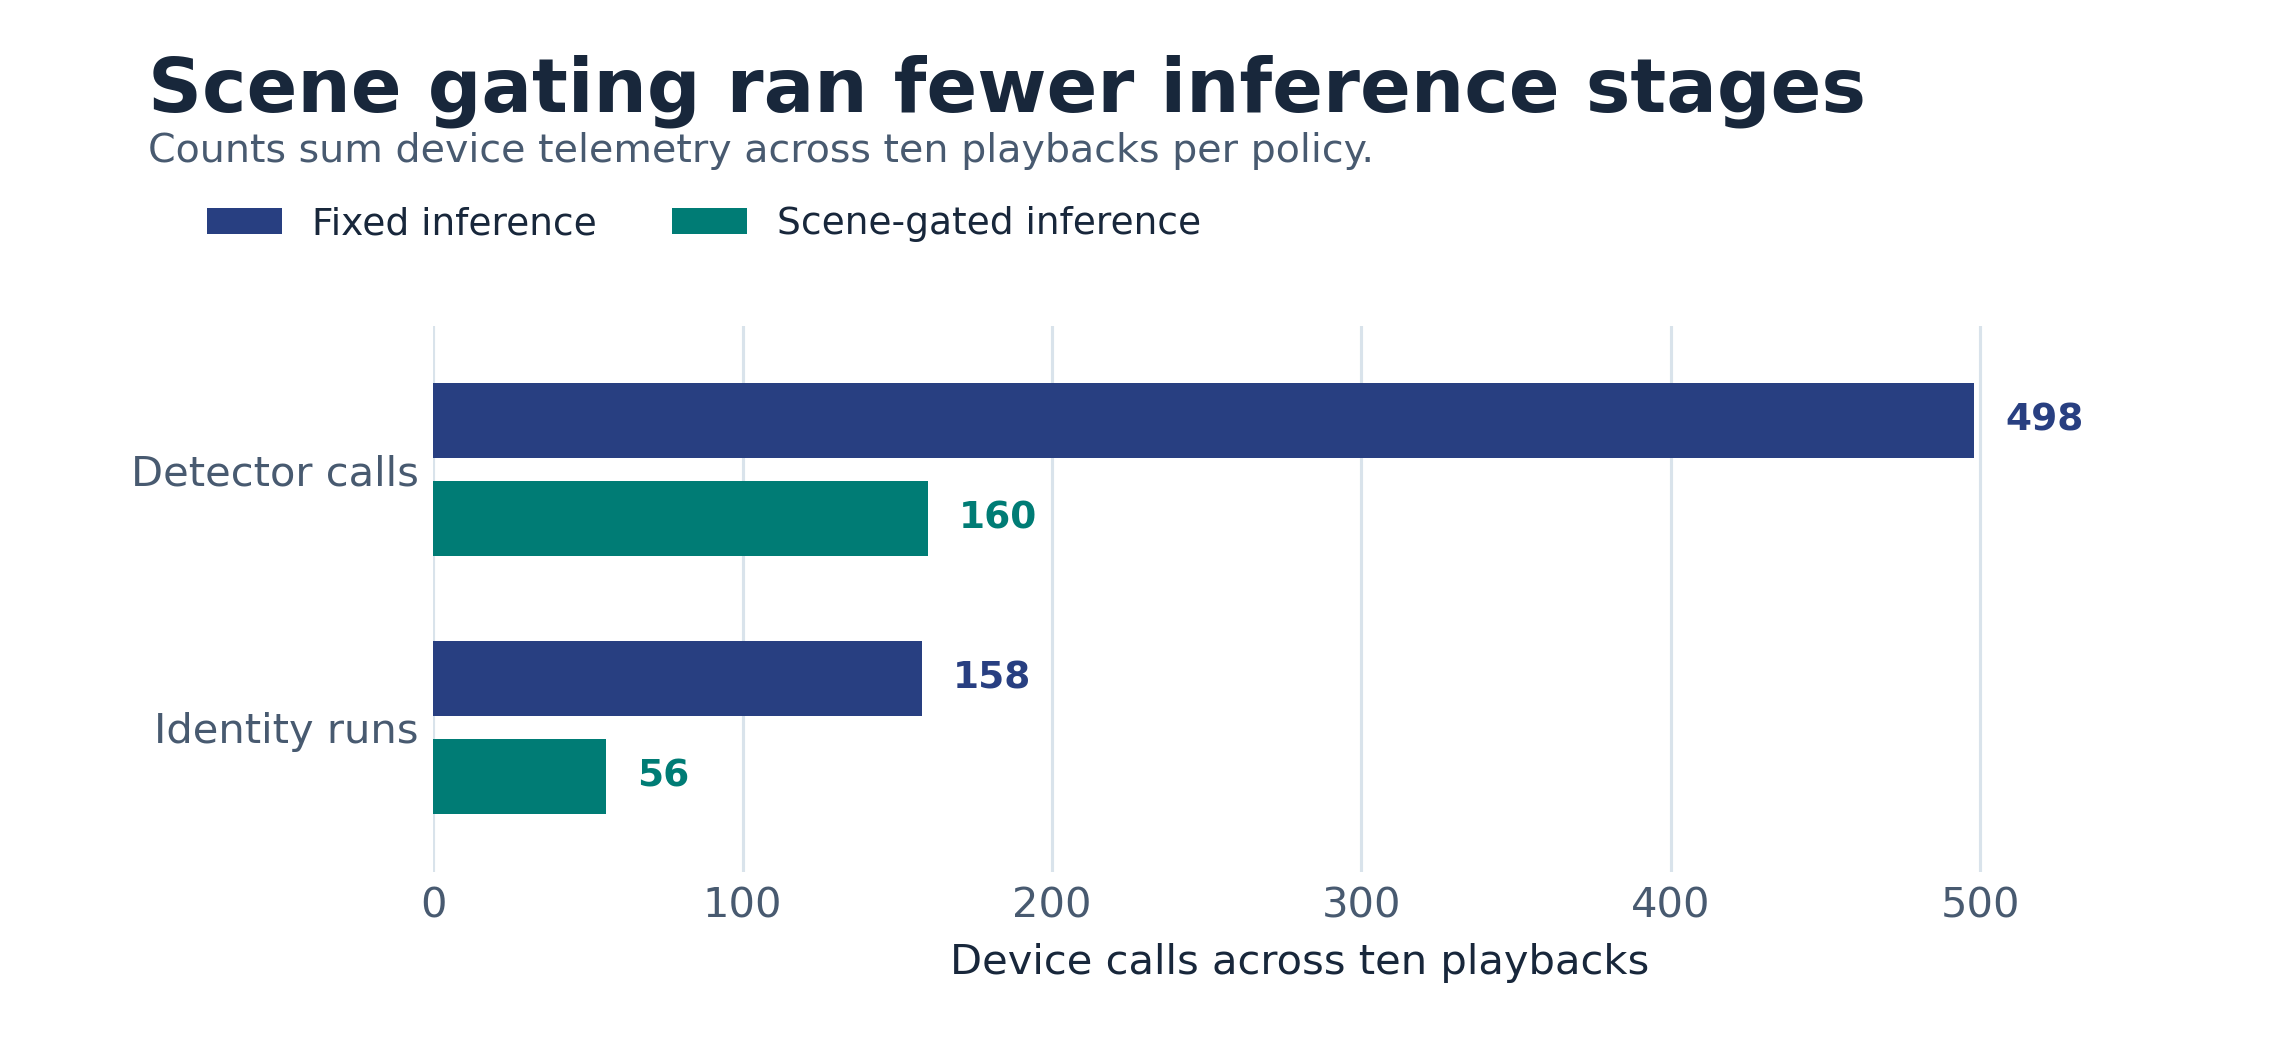 Scene gating ran fewer inference stages
Counts sum device telemetry across ten playbacks per policy.
Fixed inference
Scene-gated inference
Detector calls
498
160
Identity runs
158
56
0 100 200 300 400 500
Device calls across ten playbacks